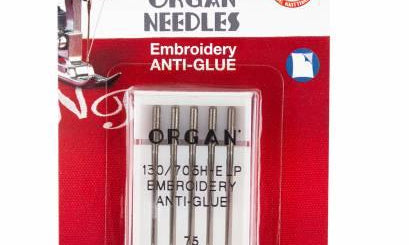 ORGAN
NEEDLES
Embroidery
ANTI-GLUE
ORGAN
130/705H-E LP
EMBROIDERY
ANTI-GLUE
75